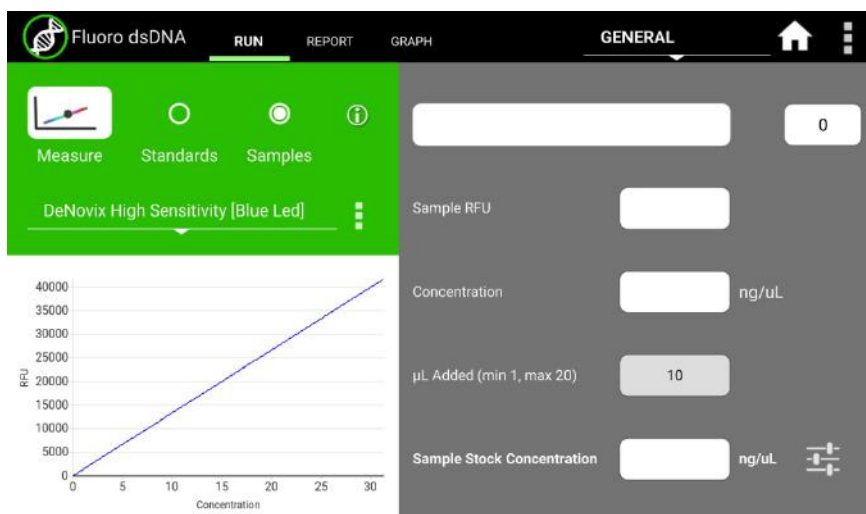 Fluoro dsDNA RUN REPORT GRAPH GENERAL
Measure Standards Samples
DeNovix High Sensitivity [Blue Led]
0
Sample RFU
Concentration ng/uL
µL Added (min 1, max 20) 10
Sample Stock Concentration ng/uL
40000
35000
30000
25000
20000
15000
10000
5000
0
RFU
0 5 10 15 20 25 30
Concentration